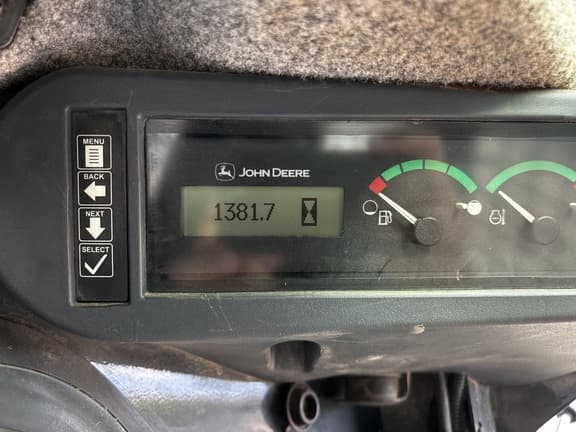 MENU
BACK
NEXT
SELECT
JOHN DEERE
1381.7